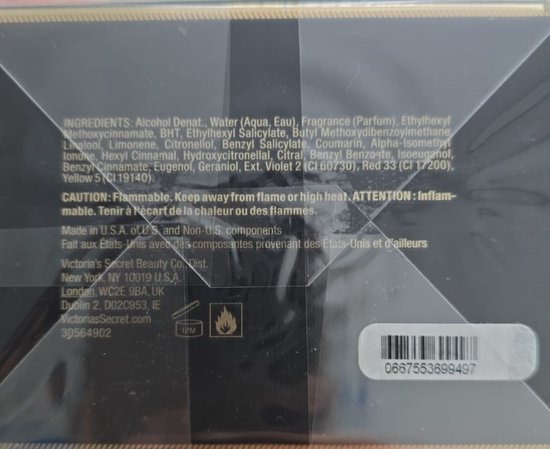 INGREDIENTS: Alcohol Denat., Water (Aqua, Eau), Fragrance (Parfum), Ethylhexyl
Methoxycinnamate, BHT, Ethylhexyl Salicylate, Butyl Methoxydibenzoylmethane,
Linalool, Limonene, Citronellol, Benzyl Salicylate, Coumarin, Alpha-Isomethyl
Ionone, Hexyl Cinnamal, Hydroxycitronellal, Citral, Benzyl Benzoate, Isoeugenol,
Benzyl Cinnamate, Eugenol, Geraniol, Ext. Violet 2 (CI 60730), Red 33 (CI 17200),
Yellow 5 (CI 19140).
CAUTION: Flammable. Keep away from flame or high heat. ATTENTION : Inflam-
mable. Tenir à l'écart de la chaleur ou des flammes.
Made in U.S.A. of U.S. and Non-U.S. components
Fait aux États-Unis avec des composantes provenant des États-Unis et d'ailleurs
Victoria's Secret Beauty Co., Dist.
New York, NY 10019 U.S.A.
London, WC2E 9BA, UK
Dublin 2, D02C953, IE
VictoriasSecret.com
30564902
12M
0667553699497